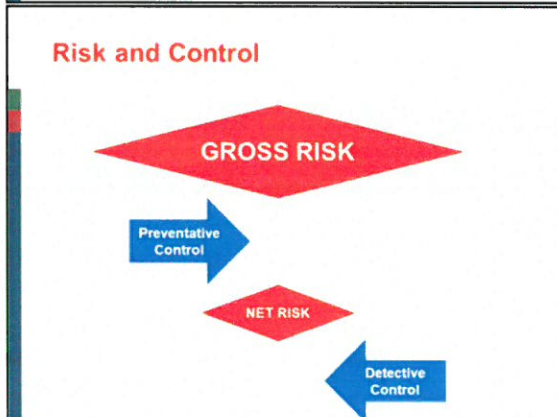 Risk and Control
GROSS RISK
Preventative
Control
NET RISK
Detective
Control